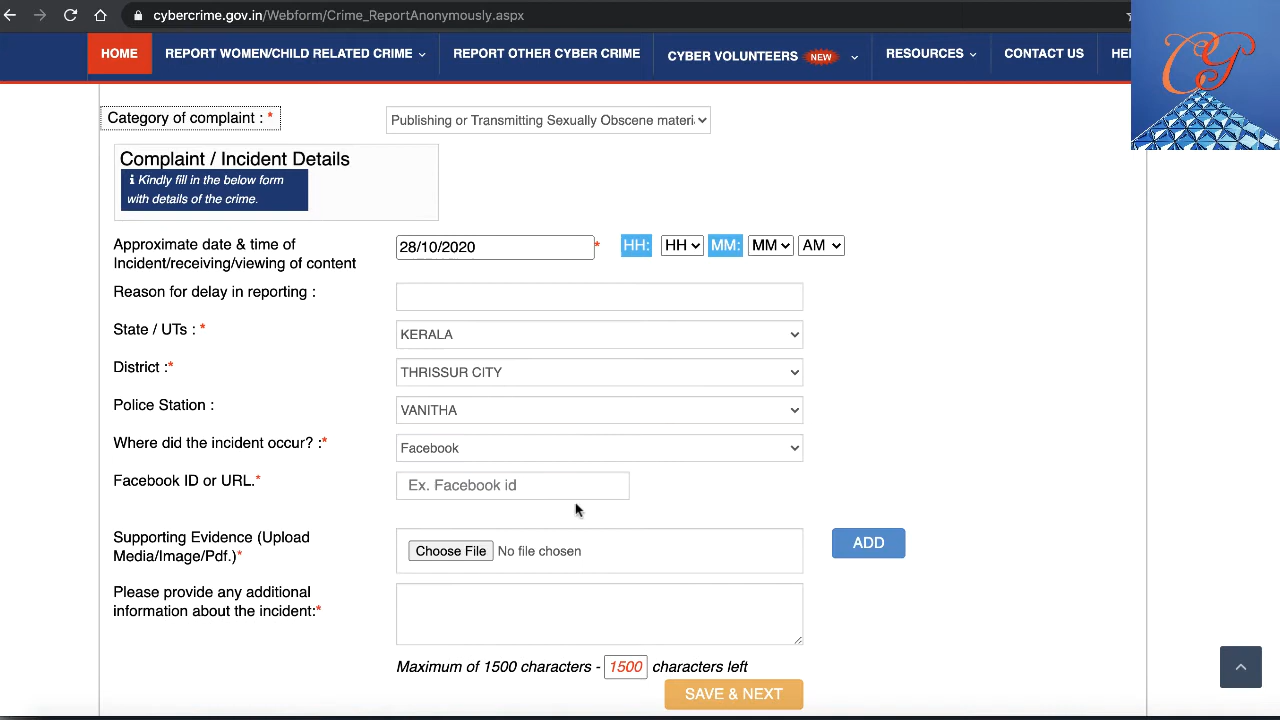 cybercrime.gov.in/Webform/Crime_ReportAnonymously.aspx
HOME REPORT WOMEN/CHILD RELATED CRIME REPORT OTHER CYBER CRIME CYBER VOLUNTEERS NEW RESOURCES CONTACT US HEL
CG
Category of complaint : * Publishing or Transmitting Sexually Obscene materi
Complaint / Incident Details
i Kindly fill in the below form
with details of the crime.
Approximate date & time of
Incident/receiving/viewing of content 28/10/2020 * HH: HH MM: MM AM
Reason for delay in reporting :
State / UTs : * KERALA
District :* THRISSUR CITY
Police Station : VANITHA
Where did the incident occur? :* Facebook
Facebook ID or URL.* Ex. Facebook id
Supporting Evidence (Upload
Media/Image/Pdf.)* Choose File No file chosen ADD
Please provide any additional
information about the incident:*
Maximum of 1500 characters - 1500 characters left
SAVE & NEXT